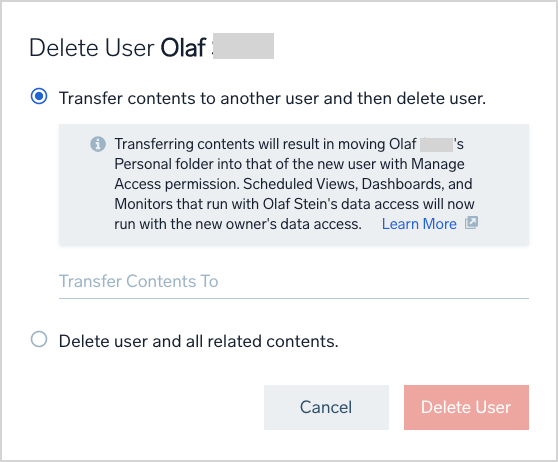 Delete User Olaf
Transfer contents to another user and then delete user.
Transferring contents will result in moving Olaf 's
Personal folder into that of the new user with Manage
Access permission. Scheduled Views, Dashboards, and
Monitors that run with Olaf Stein's data access will now
run with the new owner's data access. Learn More
Transfer Contents To
Delete user and all related contents.
Cancel
Delete User